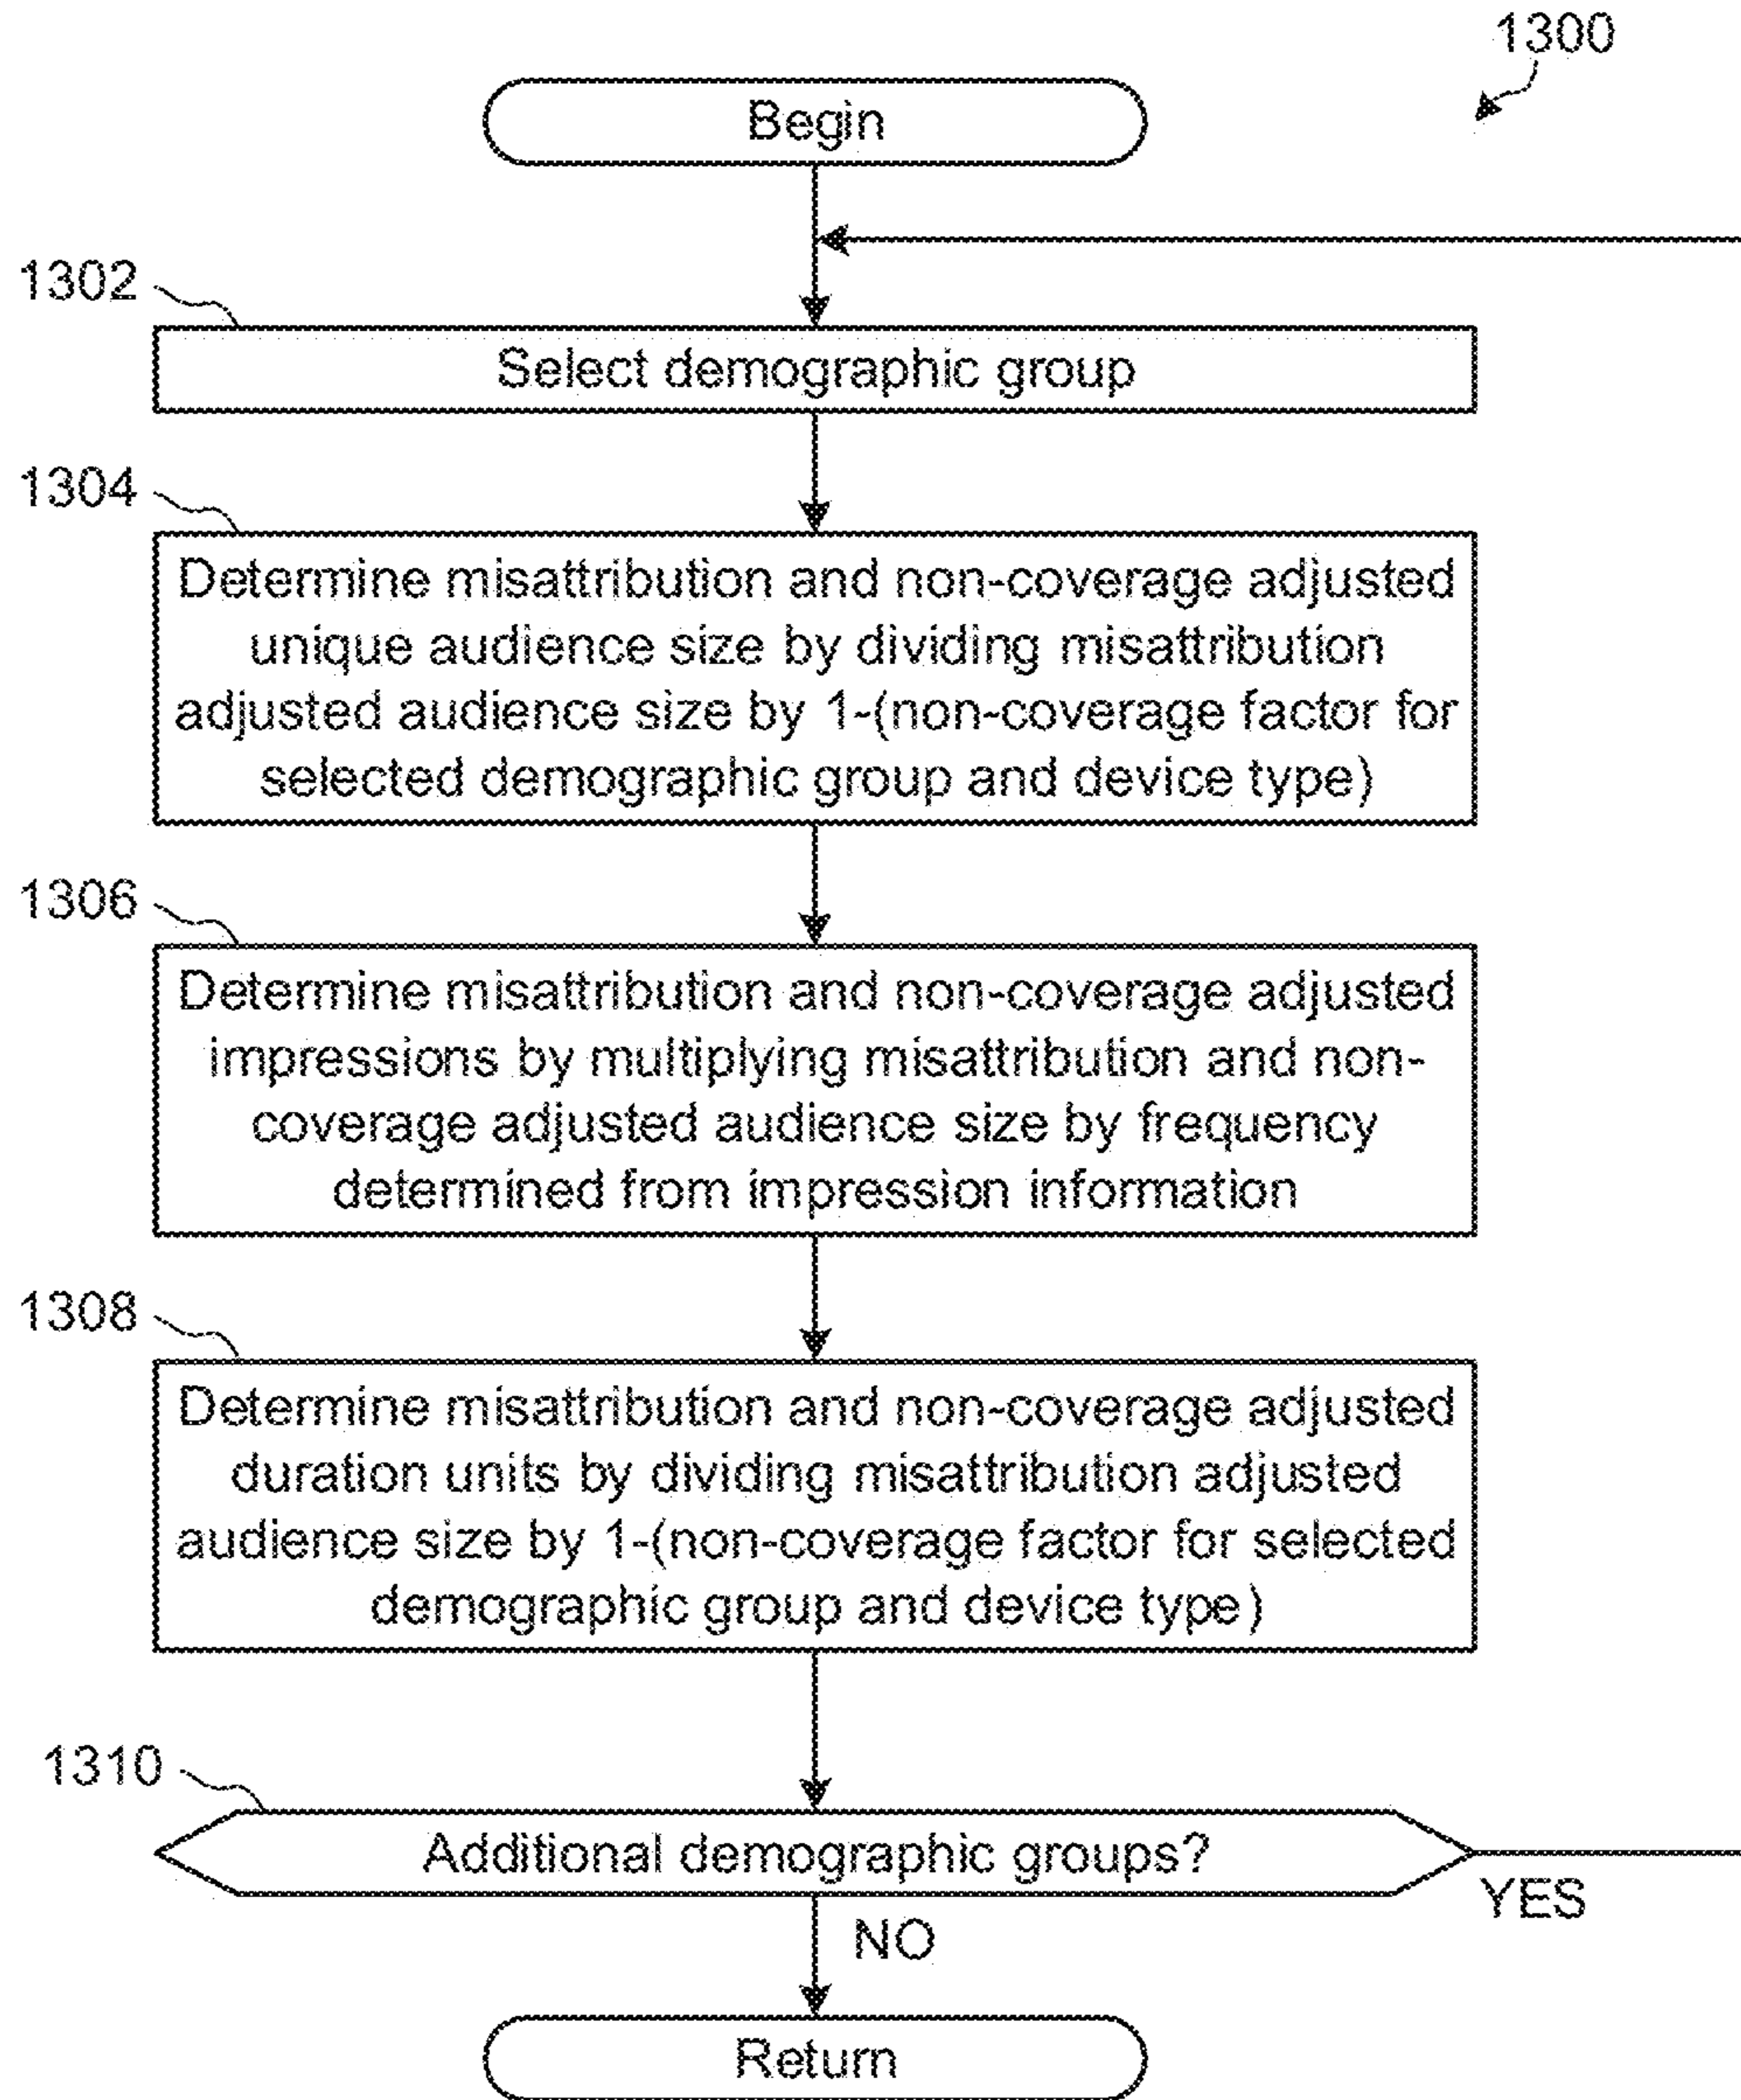 1300
Begin
1302
Select demographic group
1304
Determine misattribution and non-coverage adjusted
unique audience size by dividing misattribution
adjusted audience size by 1-(non-coverage factor for
selected demographic group and device type)
1306
Determine misattribution and non-coverage adjusted
impressions by multiplying misattribution and non-
coverage adjusted audience size by frequency
determined from impression information
1308
Determine misattribution and non-coverage adjusted
duration units by dividing misattribution adjusted
audience size by 1-(non-coverage factor for selected
demographic group and device type)
1310
Additional demographic groups?
YES
NO
Return